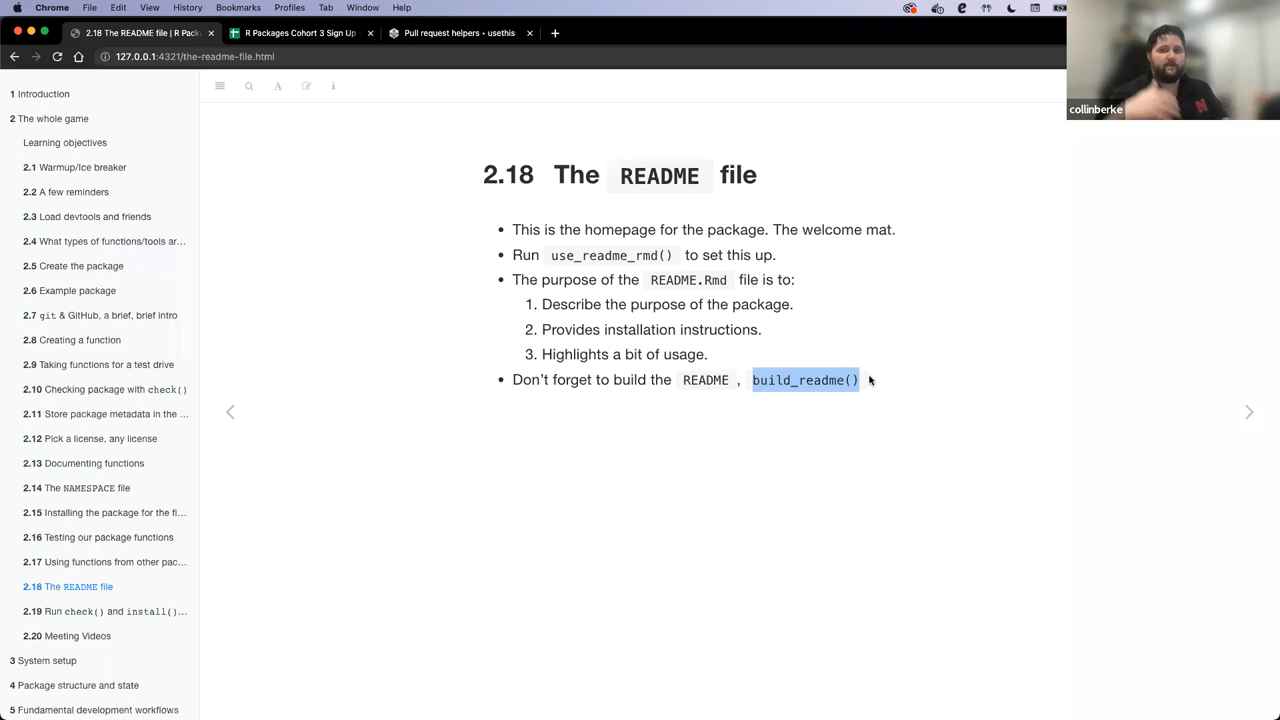 Chrome File Edit View History Bookmarks Profiles Tab Window Help
2.18 The README file | R Pack
R Packages Cohort 3 Sign Up
Pull request helpers • usethis
127.0.0.1:4321/the-readme-file.html
collinberke
1 Introduction
2 The whole game
Learning objectives
2.1 Warmup/Ice breaker
2.2 A few reminders
2.3 Load devtools and friends
2.4 What types of functions/tools ar…
2.5 Create the package
2.6 Example package
2.7 git & GitHub, a brief, brief intro
2.8 Creating a function
2.9 Taking functions for a test drive
2.10 Checking package with check()
2.11 Store package metadata in the …
2.12 Pick a license, any license
2.13 Documenting functions
2.14 The NAMESPACE file
2.15 Installing the package for the fi…
2.16 Testing our package functions
2.17 Using functions from other pac…
2.18 The README file
2.19 Run check() and install()…
2.20 Meeting Videos
3 System setup
4 Package structure and state
5 Fundamental development workflows
2.18 The README file
• This is the homepage for the package. The welcome mat.
• Run use_readme_rmd() to set this up.
• The purpose of the README.Rmd file is to:
1. Describe the purpose of the package.
2. Provides installation instructions.
3. Highlights a bit of usage.
• Don't forget to build the README , build_readme()